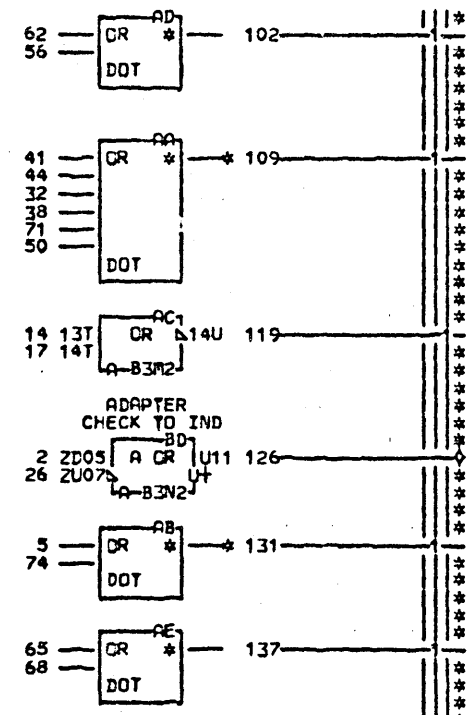 AD
62 OR * 102
56
DOT
AA
41 OR * * 109
44
32
38
71
50
DOT
AC
14 13T OR 14U 119
17 14T
A B3M2
ADAPTER
CHECK TO IND
BD
2 ZD05 A OR U11 126
26 ZU07 U
A B3N2
AB
5 OR * * 131
74
DOT
AE
65 OR * 137
68
DOT